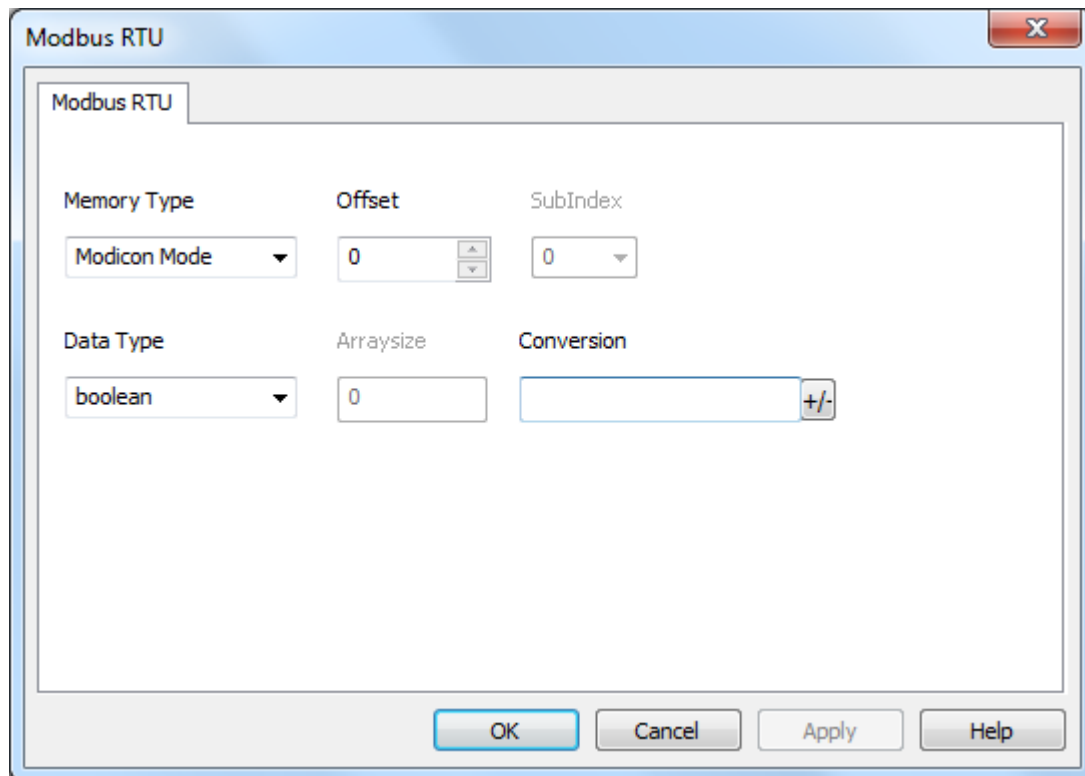 Modbus RTU
Modbus RTU
Memory Type Offset SubIndex
Modicon Mode 0 0
Data Type Arraysize Conversion
boolean 0 +/-
OK Cancel Apply Help